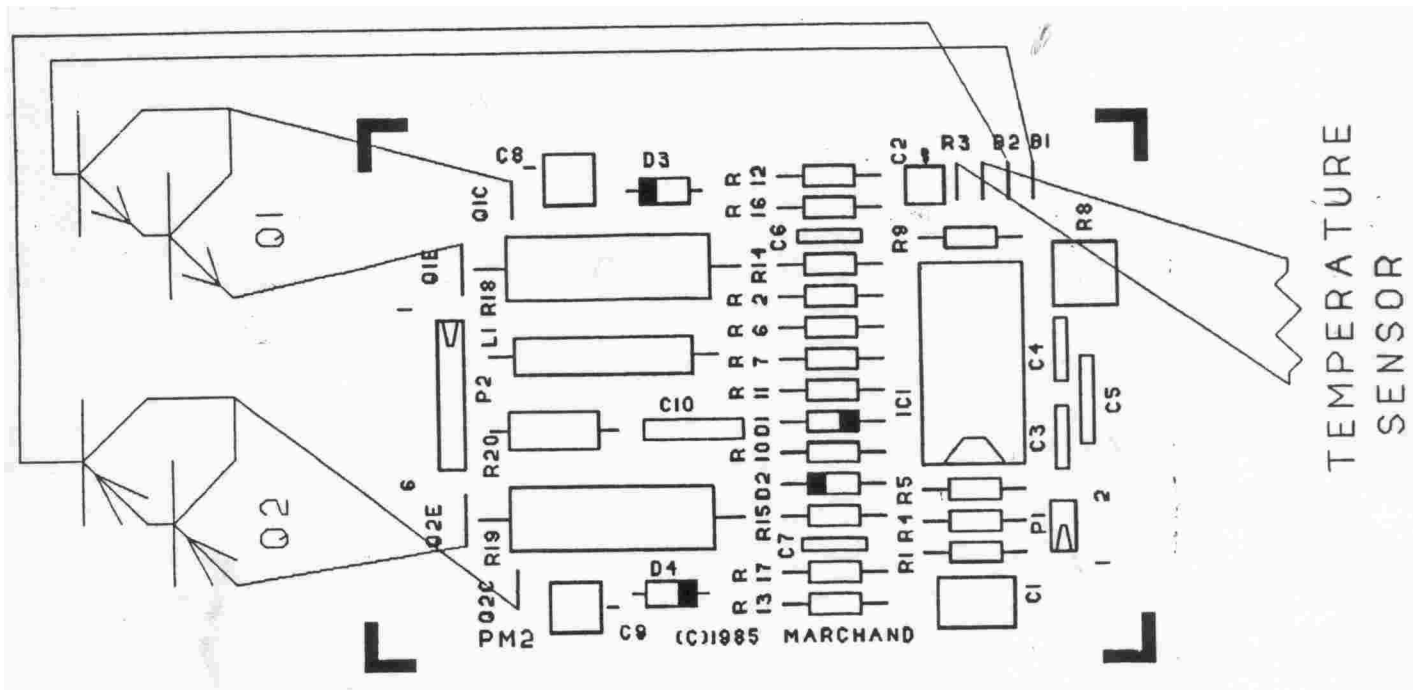 TEMPERATURE
SENSOR
Q1
Q2
C8
D3
R 12
R 16
C6
R14
R 2
R 6
R 7
R 11
D1
R 10
D2
R15
C7
R 17
R 13
C2
R3
B2
B1
R9
R8
Q1C
Q1E
1
R18
L1
P2
6
R20
C10
IC1
C4
C5
C3
Q2E
R19
Q2C
R5
R4
R1
P1
2
1
C1
D4
C9
PM2
(C)1985 MARCHAND